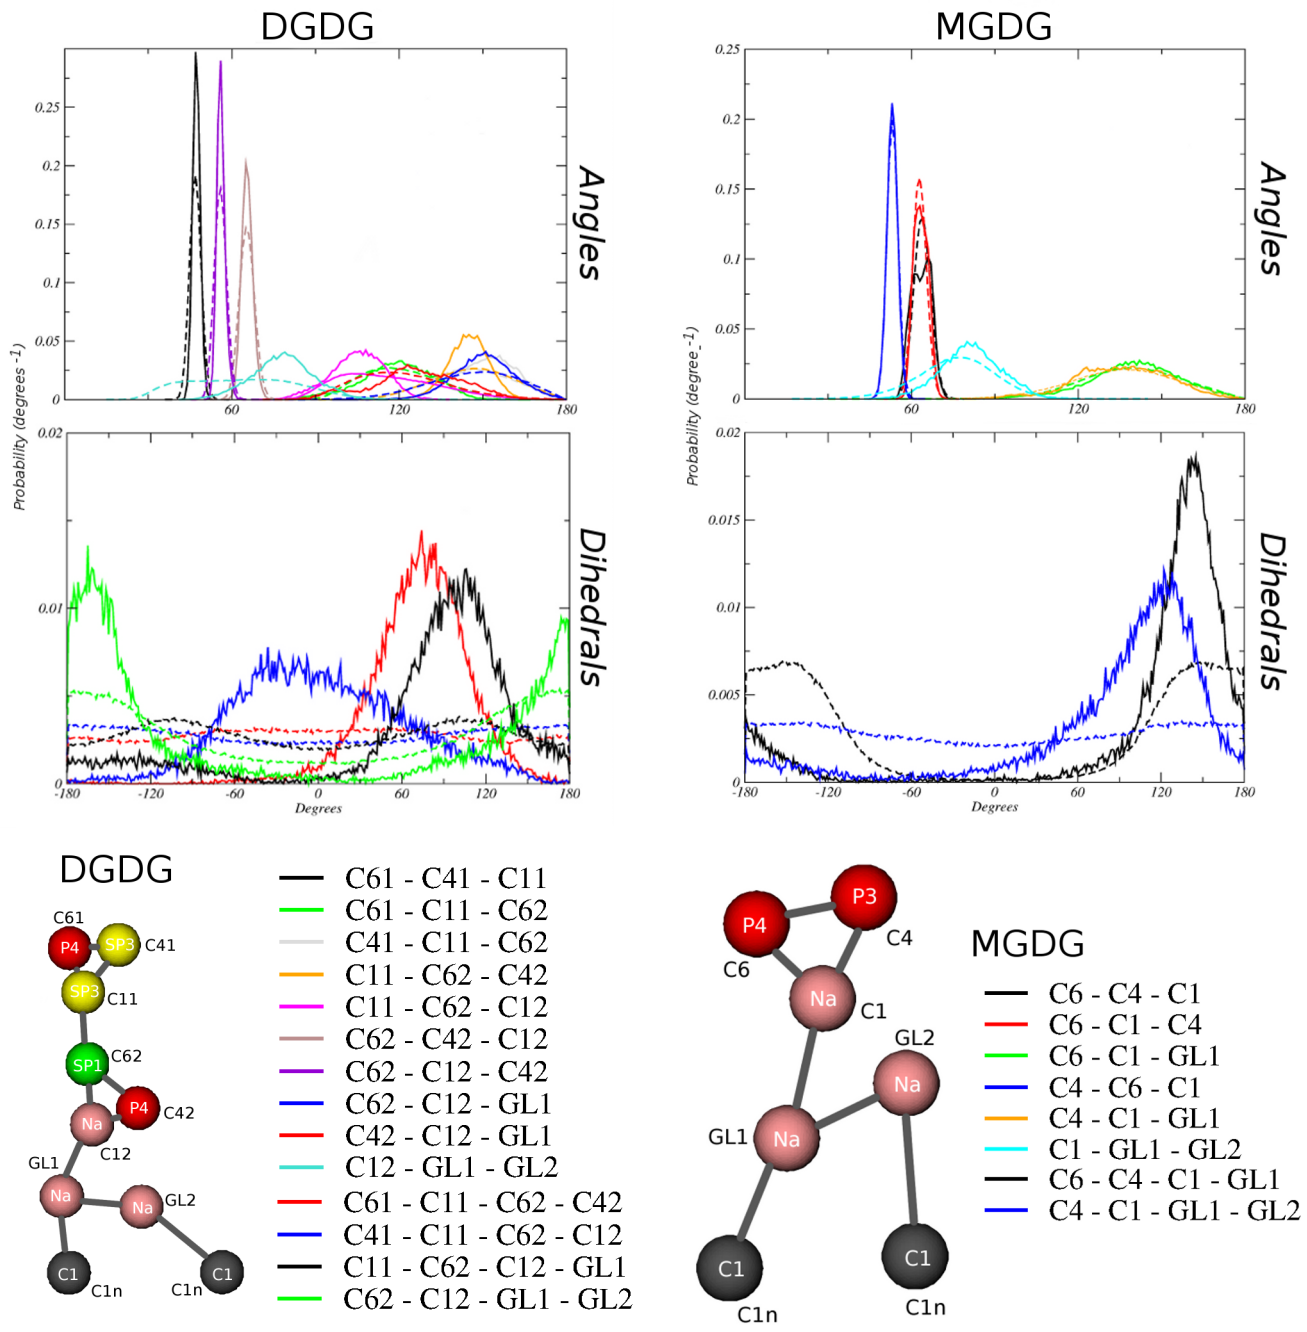 DGDG
MGDG
0.25
0.2
0.15
0.1
0.05
0
60
120
180
Angles
0.25
0.2
0.15
0.1
0.05
0
60
120
180
Angles
Probability (degrees⁻¹)
Probability (degree_-1)
0.02
0.01
0
-180
-120
-60
0
60
120
180
Degrees
Dihedrals
0.02
0.015
0.01
0.005
0
-180
-120
-60
0
60
120
180
Degrees
Dihedrals
DGDG
C61
P4
SP3
C41
SP3
C11
SP1
C62
P4
C42
Na
C12
GL1
Na
Na
GL2
C1
C1n
C1n
C1
C61 - C41 - C11
C61 - C11 - C62
C41 - C11 - C62
C11 - C62 - C42
C11 - C62 - C12
C62 - C42 - C12
C62 - C12 - C42
C62 - C12 - GL1
C42 - C12 - GL1
C12 - GL1 - GL2
C61 - C11 - C62 - C42
C41 - C11 - C62 - C12
C11 - C62 - C12 - GL1
C62 - C12 - GL1 - GL2
P3
P4
C4
C6
Na
C1
GL2
Na
GL1
Na
C1
C1n
C1
C1n
MGDG
C6 - C4 - C1
C6 - C1 - C4
C6 - C1 - GL1
C4 - C6 - C1
C4 - C1 - GL1
C1 - GL1 - GL2
C6 - C4 - C1 - GL1
C4 - C1 - GL1 - GL2